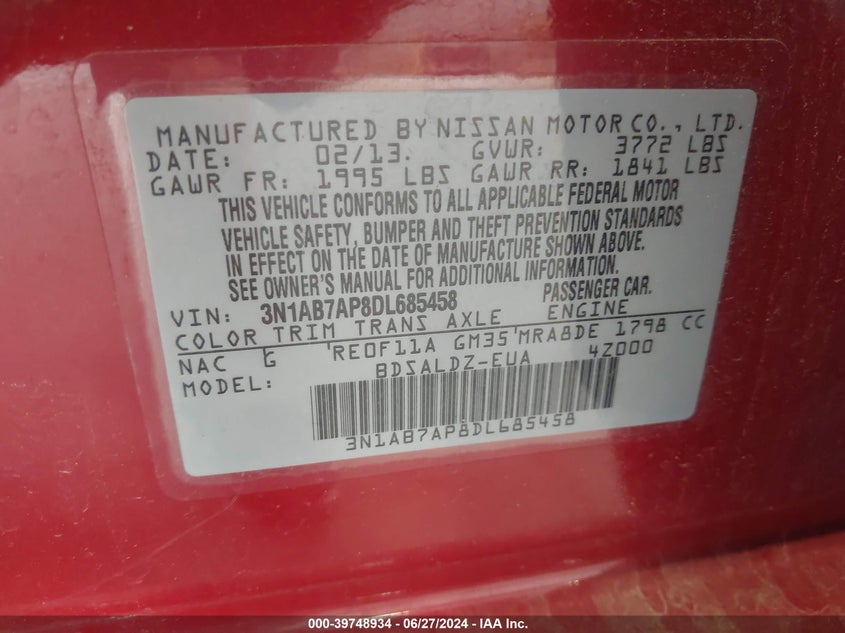 MANUFACTURED BY NISSAN MOTOR CO., LTD.
DATE: 02/13. GVWR: 3772 LBS
GAWR FR: 1995 LBS GAWR RR: 1841 LBS
THIS VEHICLE CONFORMS TO ALL APPLICABLE FEDERAL MOTOR
VEHICLE SAFETY, BUMPER AND THEFT PREVENTION STANDARDS
IN EFFECT ON THE DATE OF MANUFACTURE SHOWN ABOVE.
SEE OWNER'S MANUAL FOR ADDITIONAL INFORMATION.
VIN: 3N1AB7AP8DL685458 PASSENGER CAR.
COLOR TRIM TRANS AXLE ENGINE
NAC G RE0F11A GM35 MRA8DE 1798 CC
MODEL: BDSALDZ-EUA 4Z000
3N1AB7AP8DL685458
000-39748934 - 06/27/2024 - IAA Inc.